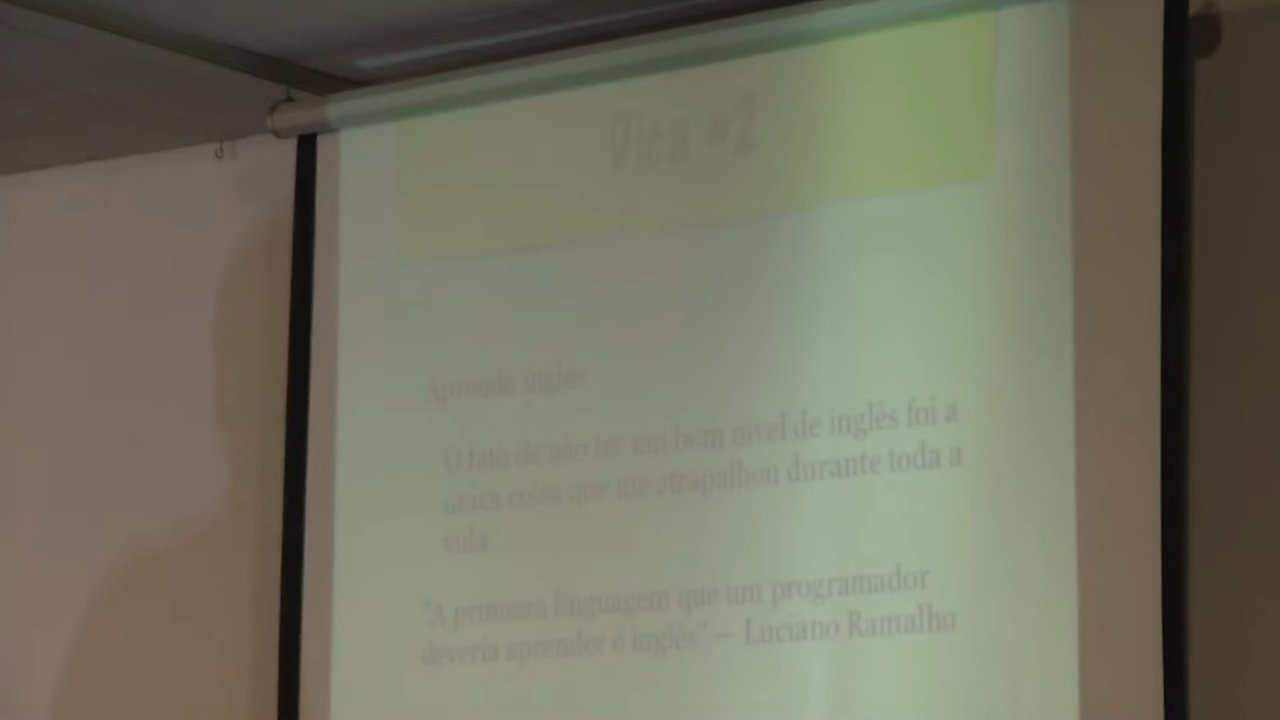 Dica #2
Aprenda inglês
O fato de não ter um bom nível de inglês foi a
única coisa que me atrapalhou durante toda a
vida
"A primeira linguagem que um programador
deveria aprender é inglês" — Luciano Ramalho